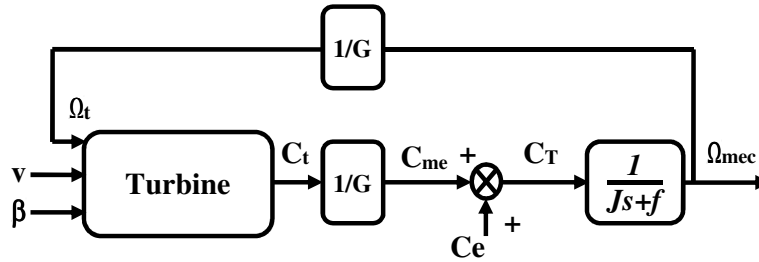 1/G
Ωt
v
β
Turbine
Ct
1/G
Cme
+
Ce
+
CT
1
Js+f
Ωmec